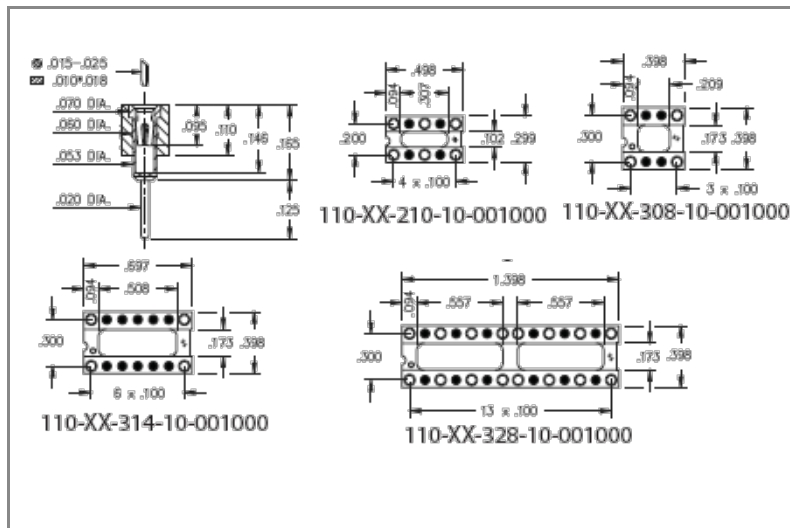 .015-.025
.010*.018
.070 DIA.
.060 DIA.
.053 DIA.
.020 DIA.
.095
.110
.146
.165
.125
.498
.094
.307
.200
.102
.299
4 x .100
110-XX-210-10-001000
.398
.094
.209
.300
.173
.398
3 x .100
110-XX-308-10-001000
.697
.094
.508
.300
.173
.398
6 x .100
110-XX-314-10-001000
1.398
.094
.557
.557
.300
.173
.398
13 x .100
110-XX-328-10-001000